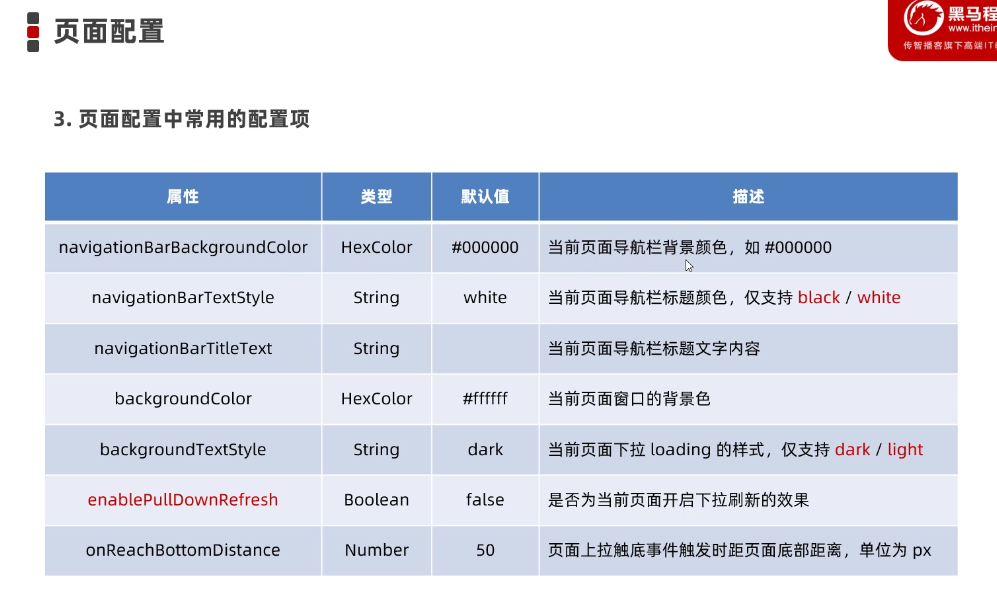 页面配置
黑马程
www.itheim
传智播客旗下高端IT
3. 页面配置中常用的配置项
属性 类型 默认值 描述
navigationBarBackgroundColor HexColor #000000 当前页面导航栏背景颜色，如 #000000
navigationBarTextStyle String white 当前页面导航栏标题颜色，仅支持 black / white
navigationBarTitleText String 当前页面导航栏标题文字内容
backgroundColor HexColor #ffffff 当前页面窗口的背景色
backgroundTextStyle String dark 当前页面下拉 loading 的样式，仅支持 dark / light
enablePullDownRefresh Boolean false 是否为当前页面开启下拉刷新的效果
onReachBottomDistance Number 50 页面上拉触底事件触发时距页面底部距离，单位为 px